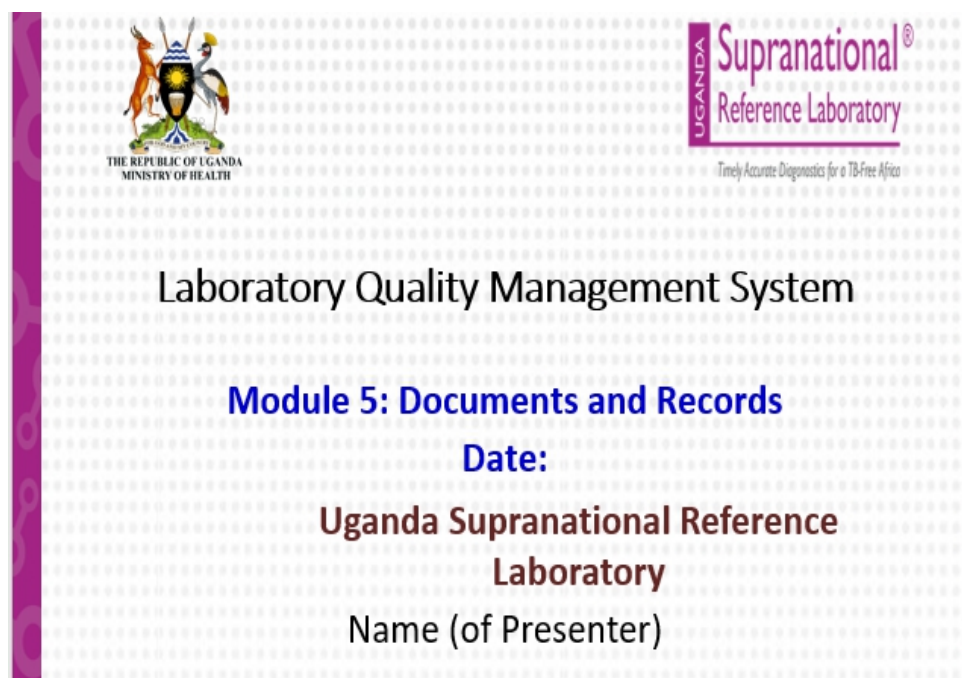 THE REPUBLIC OF UGANDA
MINISTRY OF HEALTH
UGANDA
Supranational®
Reference Laboratory
Timely Accurate Diagonastics for a TB-Free Africa
Laboratory Quality Management System
Module 5: Documents and Records
Date:
Uganda Supranational Reference
Laboratory
Name (of Presenter)